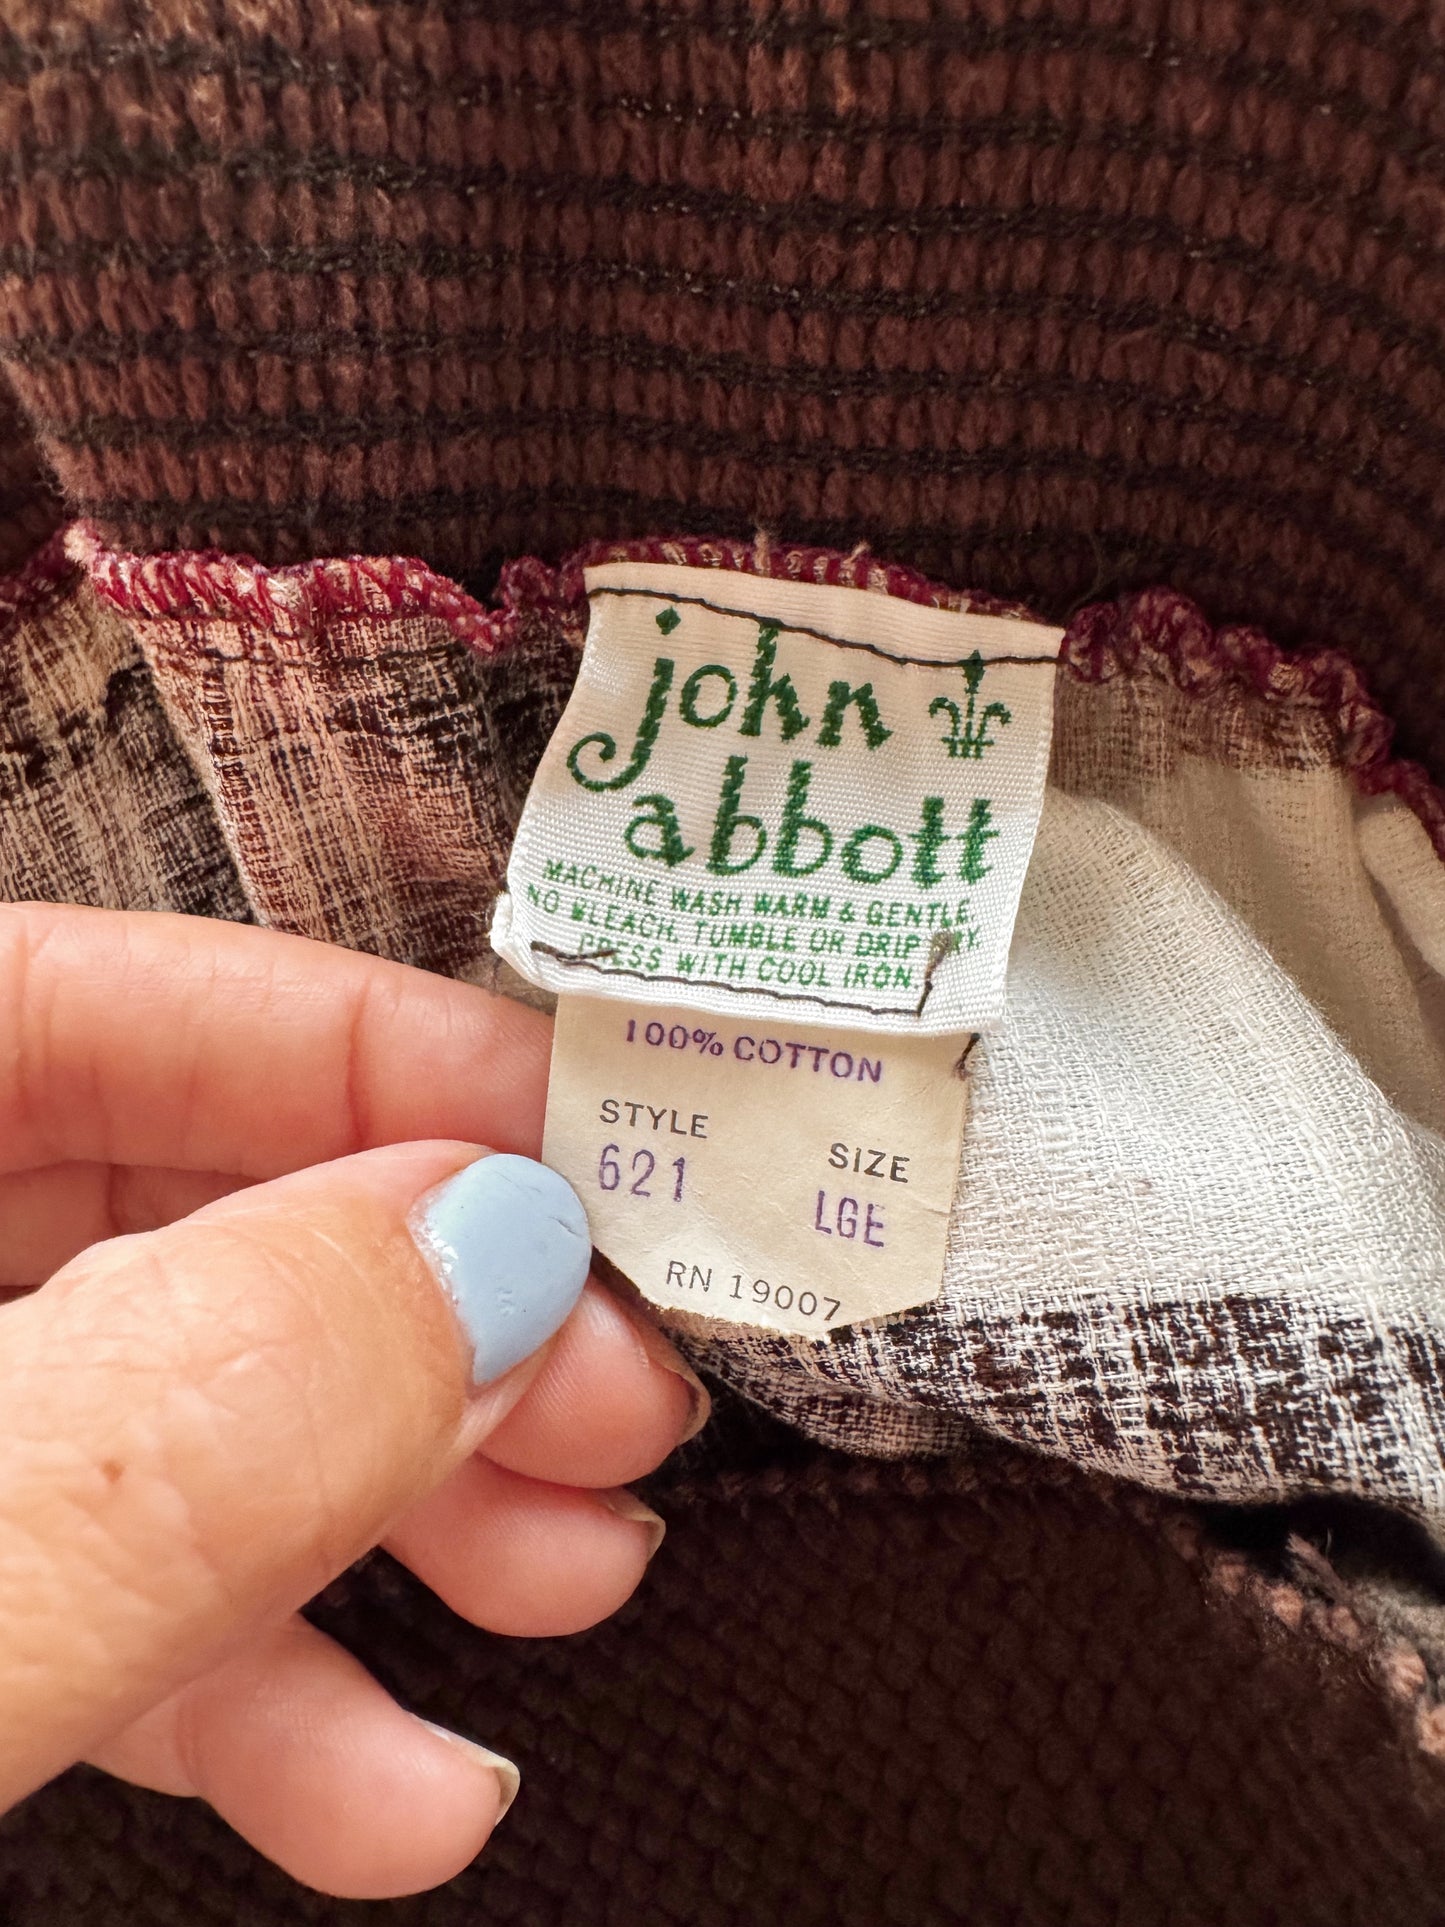 john
abbott
MACHINE WASH WARM & GENTLE.
NO BLEACH. TUMBLE OR DRIP DRY.
PRESS WITH COOL IRON.
100% COTTON
STYLE SIZE
621 LGE
RN 19007